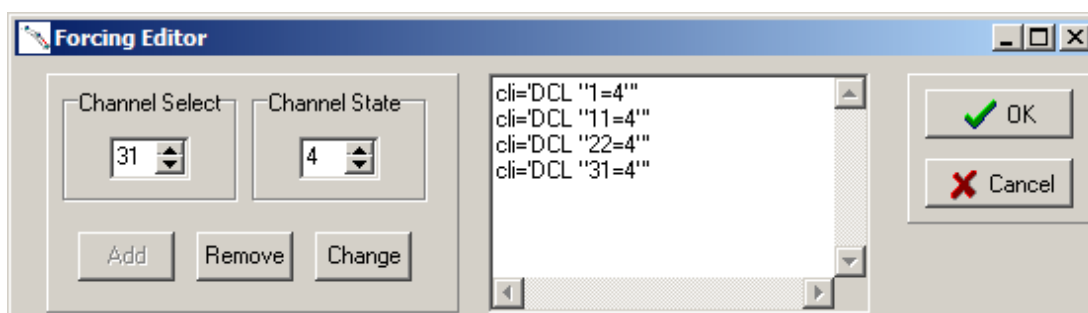 Forcing Editor
Channel Select
Channel State
31
4
Add
Remove
Change
cli='DCL "1=4"'
cli='DCL "11=4"'
cli='DCL "22=4"'
cli='DCL "31=4"'
OK
Cancel